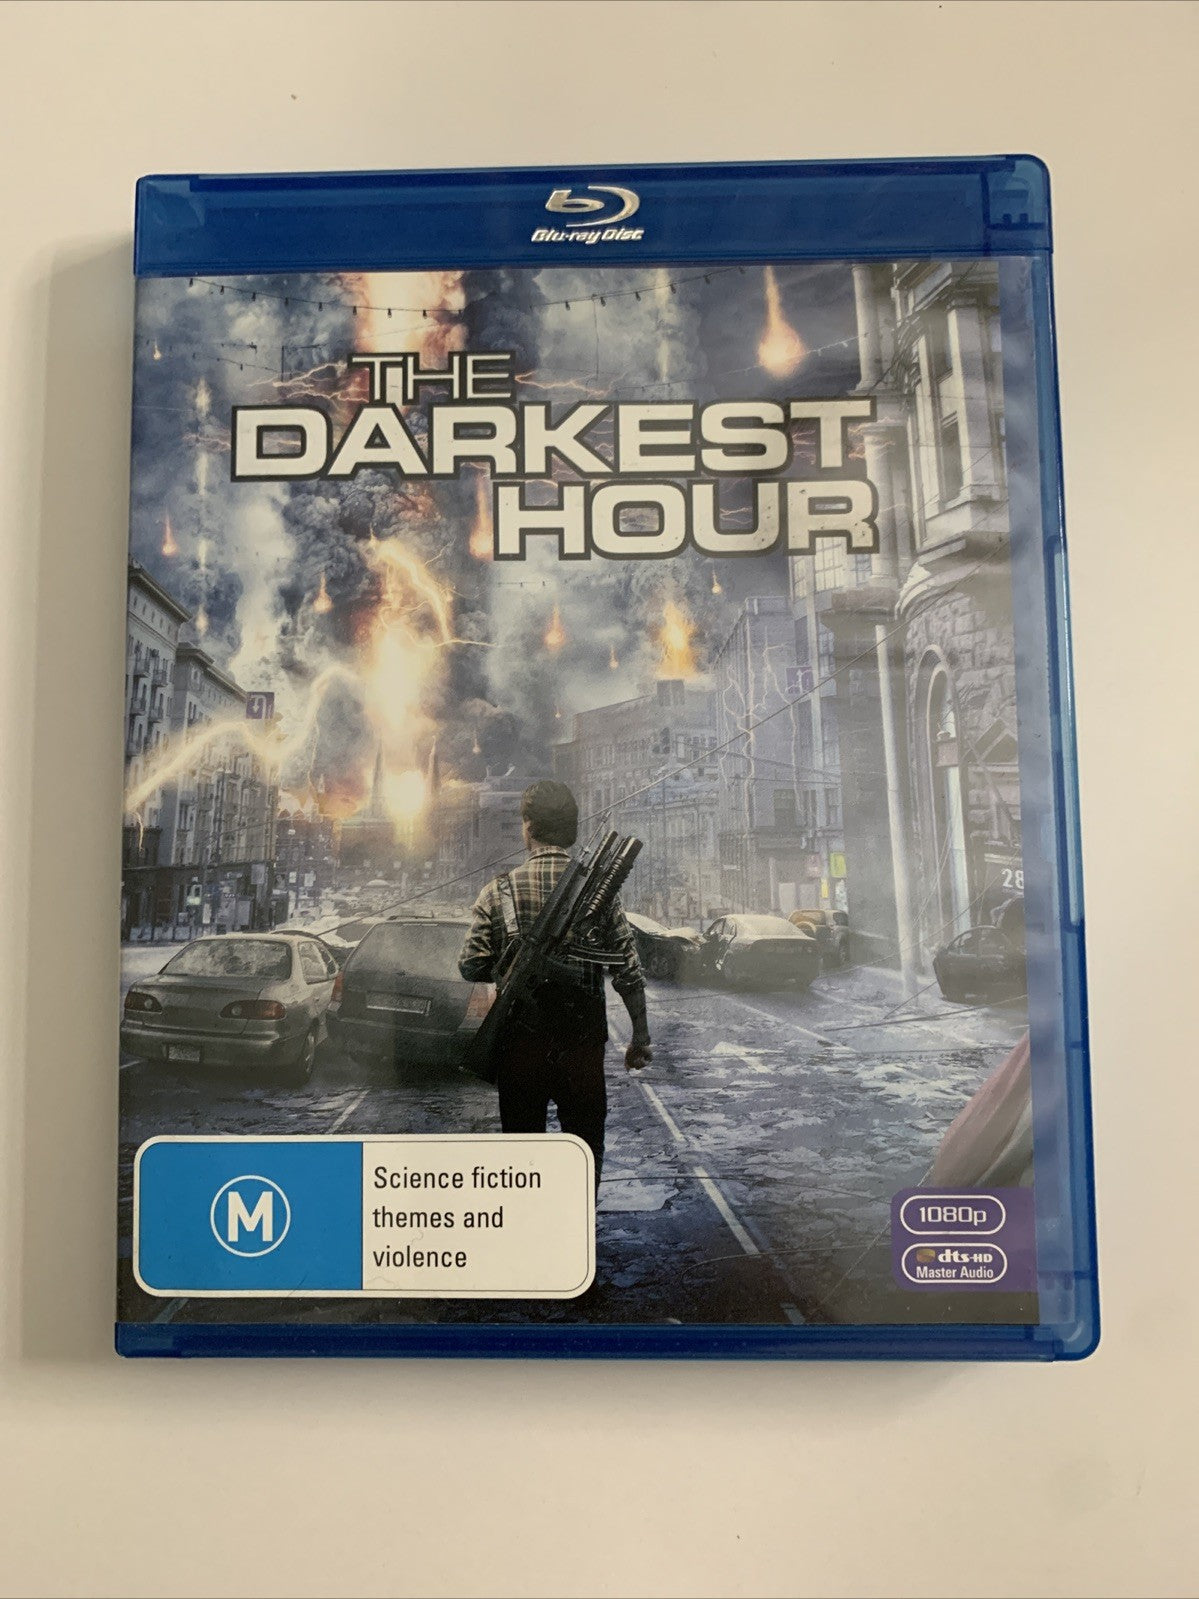 Blu-ray Disc
THE
DARKEST
HOUR
28
M
Science fiction
themes and
violence
1080p
dts-HD
Master Audio